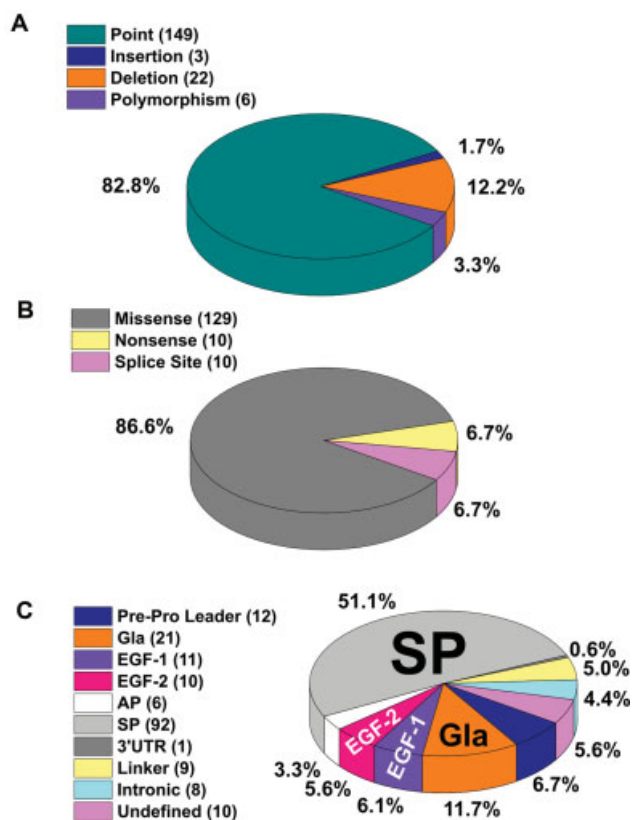 A
Point (149)
Insertion (3)
Deletion (22)
Polymorphism (6)
82.8%
1.7%
12.2%
3.3%
B
Missense (129)
Nonsense (10)
Splice Site (10)
86.6%
6.7%
6.7%
C
Pre-Pro Leader (12)
Gla (21)
EGF-1 (11)
EGF-2 (10)
AP (6)
SP (92)
3'UTR (1)
Linker (9)
Intronic (8)
Undefined (10)
51.1%
SP
0.6%
5.0%
4.4%
5.6%
6.7%
11.7%
6.1%
5.6%
3.3%
EGF-2
EGF-1
Gla